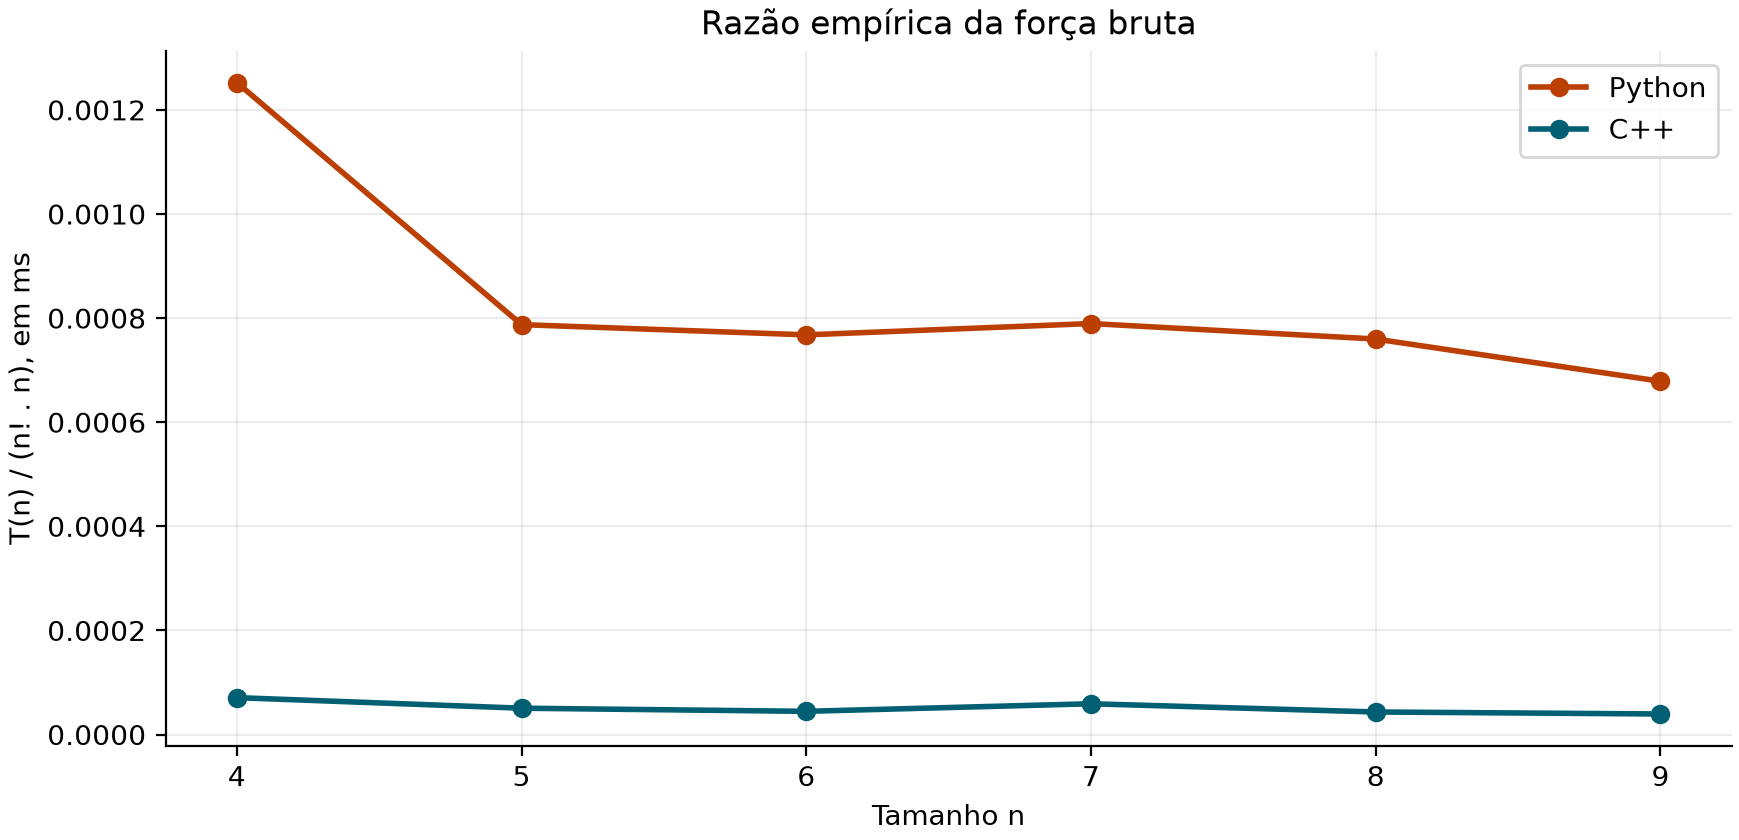 Razão empírica da força bruta
Python
C++
T(n) / (n! . n), em ms
0.0012
0.0010
0.0008
0.0006
0.0004
0.0002
0.0000
4 5 6 7 8 9
Tamanho n